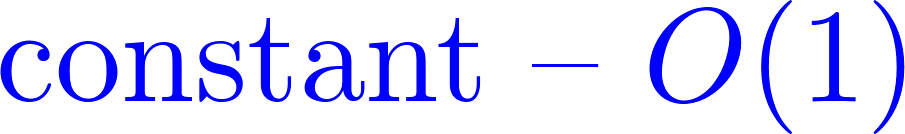 constant – O(1)